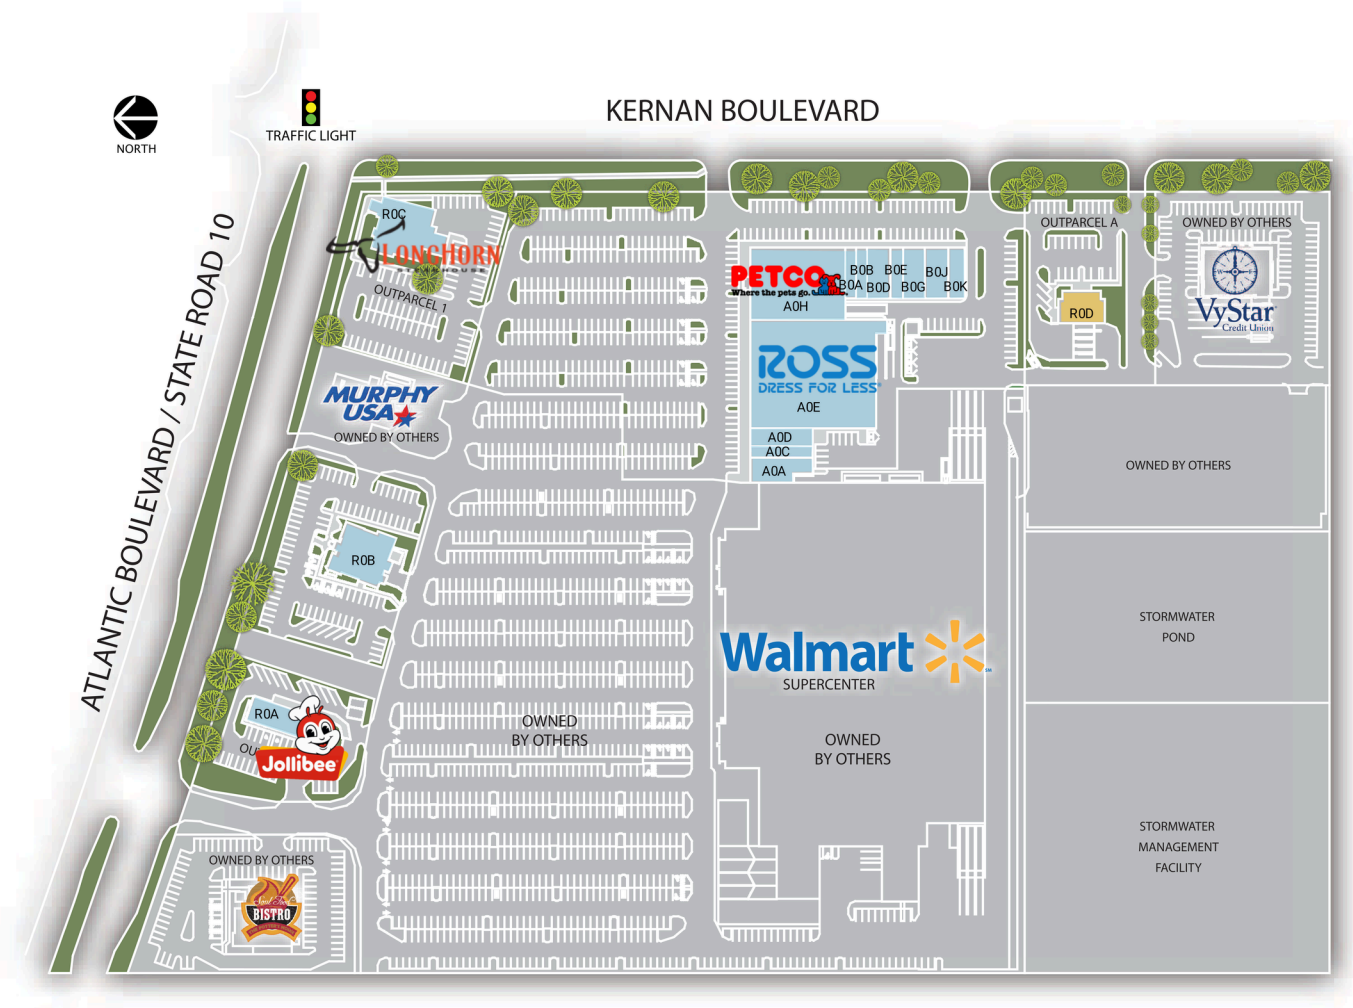 KERNAN BOULEVARD
NORTH
TRAFFIC LIGHT
ATLANTIC BOULEVARD / STATE ROAD 10
R0C
LONGHORN
STEAKHOUSE
OUTPARCEL 1
OUTPARCEL A
OWNED BY OTHERS
R0D
VyStar
Credit Union
PETCO
Where the pets go.
B0A
B0B
B0D
B0E
B0G
B0J
B0K
A0H
ROSS
DRESS FOR LESS
A0E
A0D
A0C
A0A
MURPHY
USA
OWNED BY OTHERS
OWNED BY OTHERS
R0B
STORMWATER
POND
Walmart
SUPERCENTER
OWNED
BY OTHERS
OWNED
BY OTHERS
R0A
OU
Jollibee
STORMWATER
MANAGEMENT
FACILITY
OWNED BY OTHERS
BISTRO